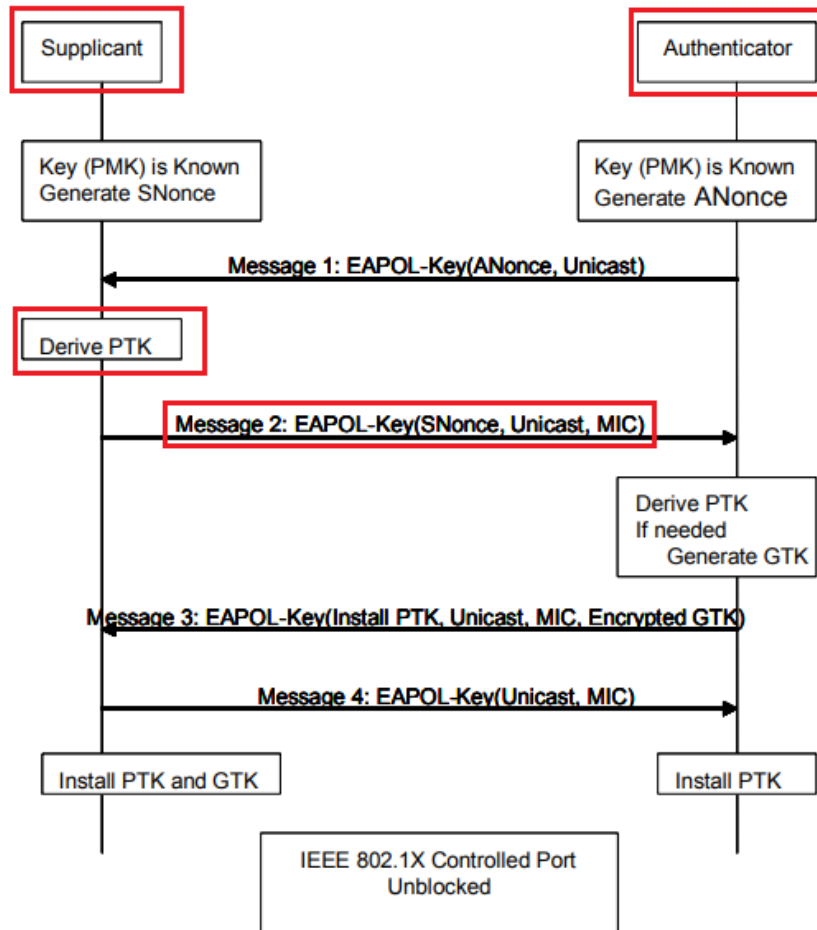 Supplicant
Authenticator
Key (PMK) is Known
Generate SNonce
Key (PMK) is Known
Generate ANonce
Message 1: EAPOL-Key(ANonce, Unicast)
Derive PTK
Message 2: EAPOL-Key(SNonce, Unicast, MIC)
Derive PTK
If needed
Generate GTK
Message 3: EAPOL-Key(Install PTK, Unicast, MIC, Encrypted GTK)
Message 4: EAPOL-Key(Unicast, MIC)
Install PTK and GTK
Install PTK
IEEE 802.1X Controlled Port
Unblocked